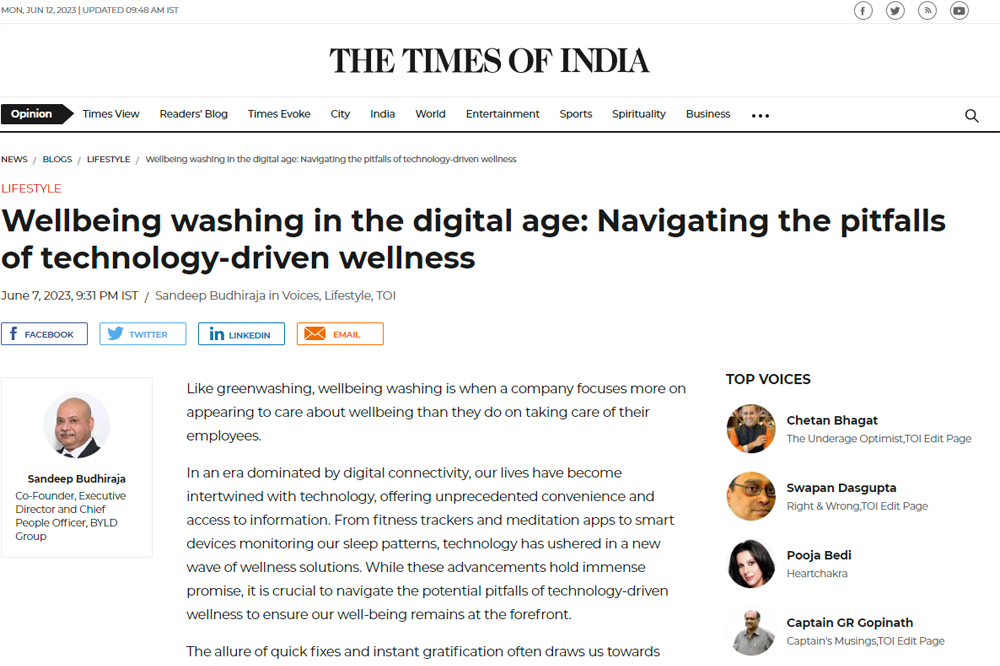 MON, JUN 12, 2023 | UPDATED 09:48 AM IST
THE TIMES OF INDIA
Opinion Times View Readers' Blog Times Evoke City India World Entertainment Sports Spirituality Business
NEWS / BLOGS / LIFESTYLE / Wellbeing washing in the digital age: Navigating the pitfalls of technology-driven wellness
LIFESTYLE
Wellbeing washing in the digital age: Navigating the pitfalls
of technology-driven wellness
June 7, 2023, 9:31 PM IST / Sandeep Budhiraja in Voices, Lifestyle, TOI
FACEBOOK TWITTER LINKEDIN EMAIL
Sandeep Budhiraja
Co-Founder, Executive
Director and Chief
People Officer, BYLD
Group
Like greenwashing, wellbeing washing is when a company focuses more on
appearing to care about wellbeing than they do on taking care of their
employees.
In an era dominated by digital connectivity, our lives have become
intertwined with technology, offering unprecedented convenience and
access to information. From fitness trackers and meditation apps to smart
devices monitoring our sleep patterns, technology has ushered in a new
wave of wellness solutions. While these advancements hold immense
promise, it is crucial to navigate the potential pitfalls of technology-driven
wellness to ensure our well-being remains at the forefront.
The allure of quick fixes and instant gratification often draws us towards
TOP VOICES
Chetan Bhagat
The Underage Optimist,TOI Edit Page
Swapan Dasgupta
Right & Wrong,TOI Edit Page
Pooja Bedi
Heartchakra
Captain GR Gopinath
Captain's Musings,TOI Edit Page